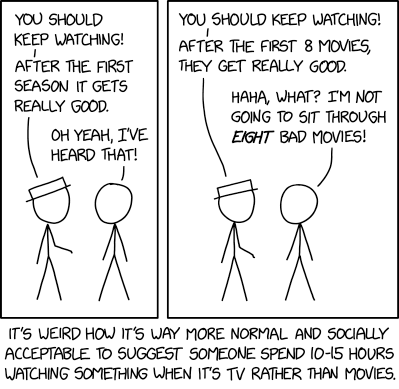 YOU SHOULD
KEEP WATCHING!
AFTER THE FIRST
SEASON IT GETS
REALLY GOOD.
OH YEAH, I'VE
HEARD THAT!
YOU SHOULD KEEP WATCHING!
AFTER THE FIRST 8 MOVIES,
THEY GET REALLY GOOD.
HAHA, WHAT? I'M NOT
GOING TO SIT THROUGH
EIGHT BAD MOVIES!
IT'S WEIRD HOW IT'S WAY MORE NORMAL AND SOCIALLY
ACCEPTABLE TO SUGGEST SOMEONE SPEND 10-15 HOURS
WATCHING SOMETHING WHEN IT'S TV RATHER THAN MOVIES.